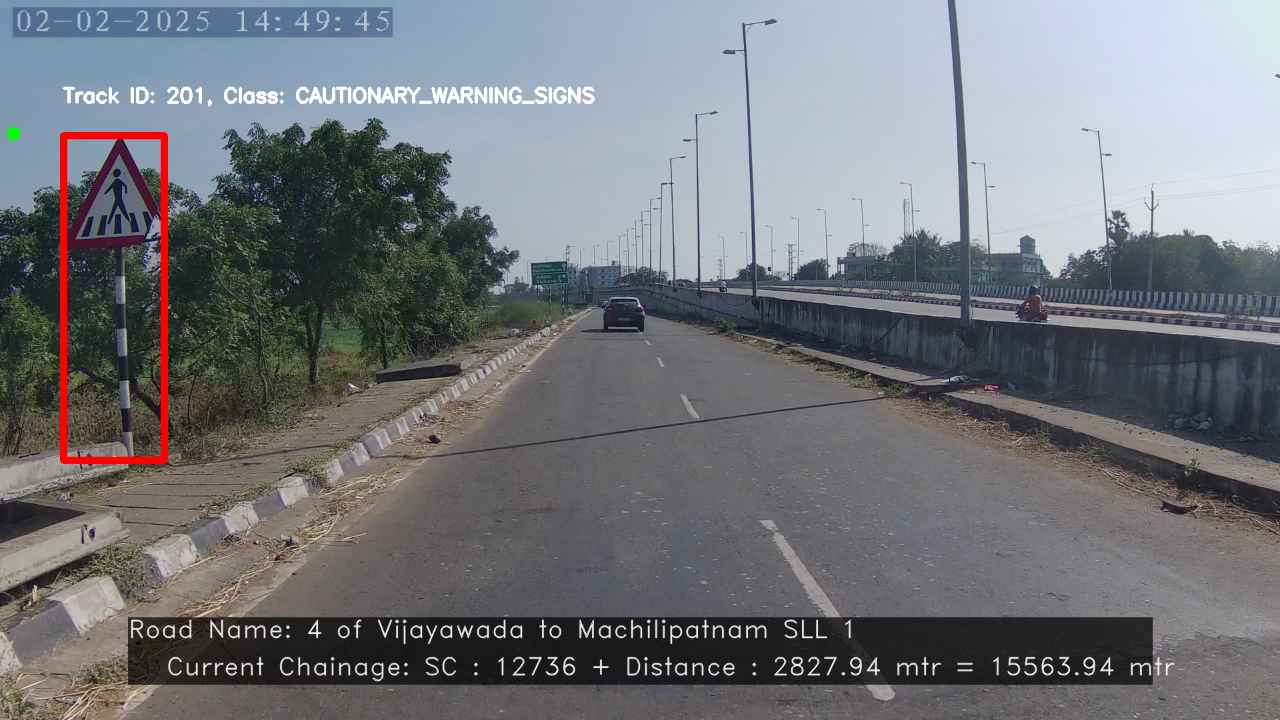 02-02-2025 14:49:45
Track ID: 201, Class: CAUTIONARY_WARNING_SIGNS
Road Name: 4 of Vijayawada to Machilipatnam SLL 1
Current Chainage: SC : 12736 + Distance : 2827.94 mtr = 15563.94 mtr